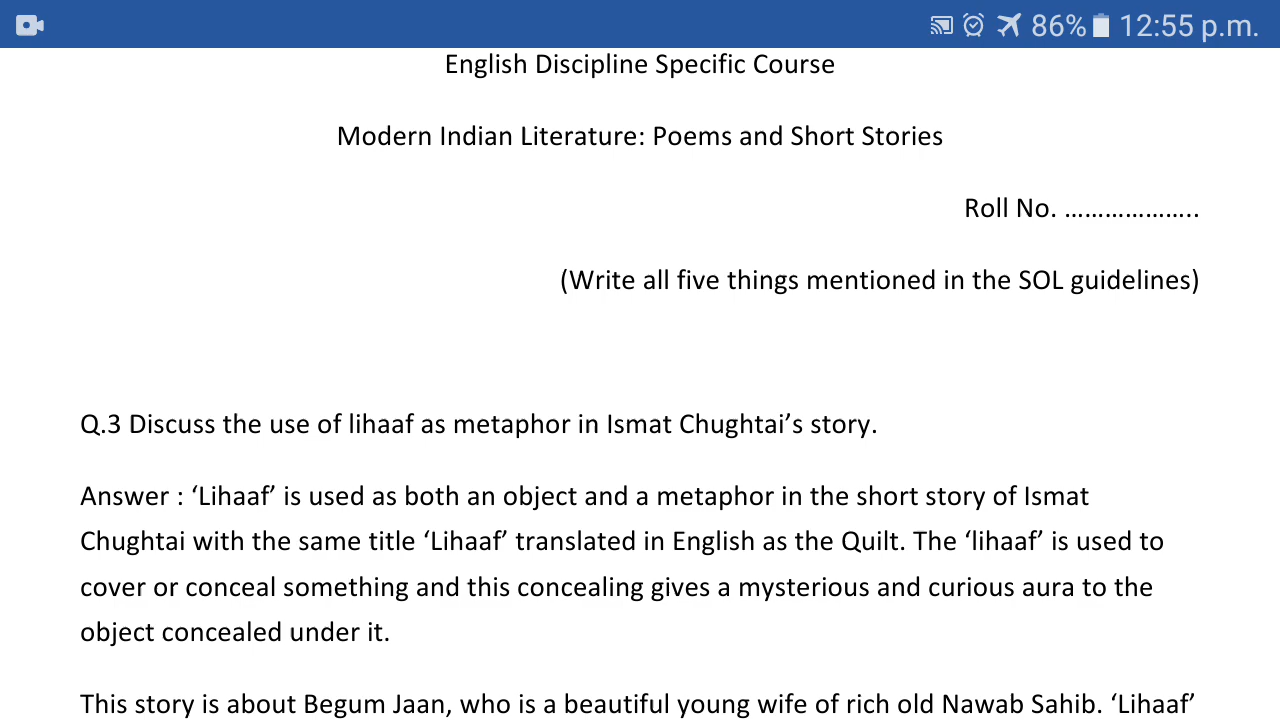 86% 12:55 p.m.
English Discipline Specific Course
Modern Indian Literature: Poems and Short Stories
Roll No. ………………..
(Write all five things mentioned in the SOL guidelines)
Q.3 Discuss the use of lihaaf as metaphor in Ismat Chughtai’s story.
Answer : ‘Lihaaf’ is used as both an object and a metaphor in the short story of Ismat
Chughtai with the same title ‘Lihaaf’ translated in English as the Quilt. The ‘lihaaf’ is used to
cover or conceal something and this concealing gives a mysterious and curious aura to the
object concealed under it.
This story is about Begum Jaan, who is a beautiful young wife of rich old Nawab Sahib. ‘Lihaaf’